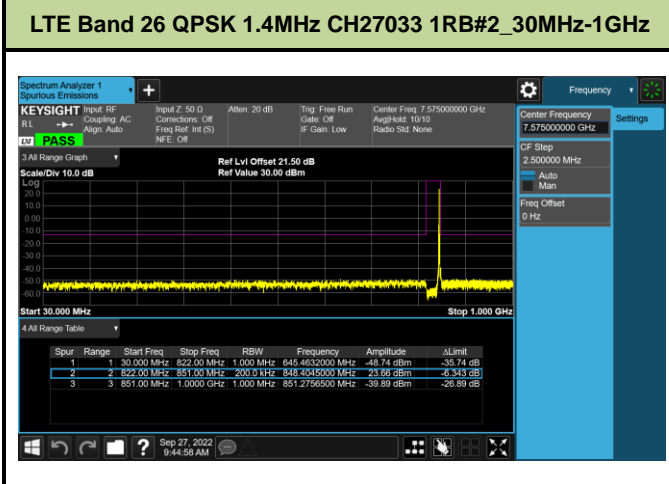 LTE Band 26 QPSK 1.4MHz CH27033 1RB#2_30MHz-1GHz
Spectrum Analyzer 1
Spurious Emissions
+
Frequency
KEYSIGHT Input: RF Input Z: 50 Ω Atten: 20 dB Trig: Free Run Center Freq: 7.575000000 GHz
RL Coupling: AC Corrections: Off Gate: Off Avg|Hold: 10/10
Align: Auto Freq Ref: Int (S) IF Gain: Low Radio Std: None
LXI PASS NFE: Off
Center Frequency
7.575000000 GHz
Settings
CF Step
2.500000 MHz
Auto
Man
Freq Offset
0 Hz
3 All Range Graph
Ref Lvl Offset 21.50 dB
Scale/Div 10.0 dB Ref Value 30.00 dBm
Log
20.0
10.0
0.00
-10.0
-20.0
-30.0
-40.0
-50.0
-60.0
Start 30.000 MHz Stop 1.000 GHz
4 All Range Table
Spur Range Start Freq Stop Freq RBW Frequency Amplitude ΔLimit
1 1 30.000 MHz 822.00 MHz 1.000 MHz 645.4632000 MHz -48.74 dBm -35.74 dB
2 2 822.00 MHz 851.00 MHz 200.0 kHz 848.4045000 MHz 23.66 dBm -6.343 dB
3 3 851.00 MHz 1.0000 GHz 1.000 MHz 851.2756500 MHz -39.89 dBm -26.89 dB
? Sep 27, 2022
9:44:58 AM